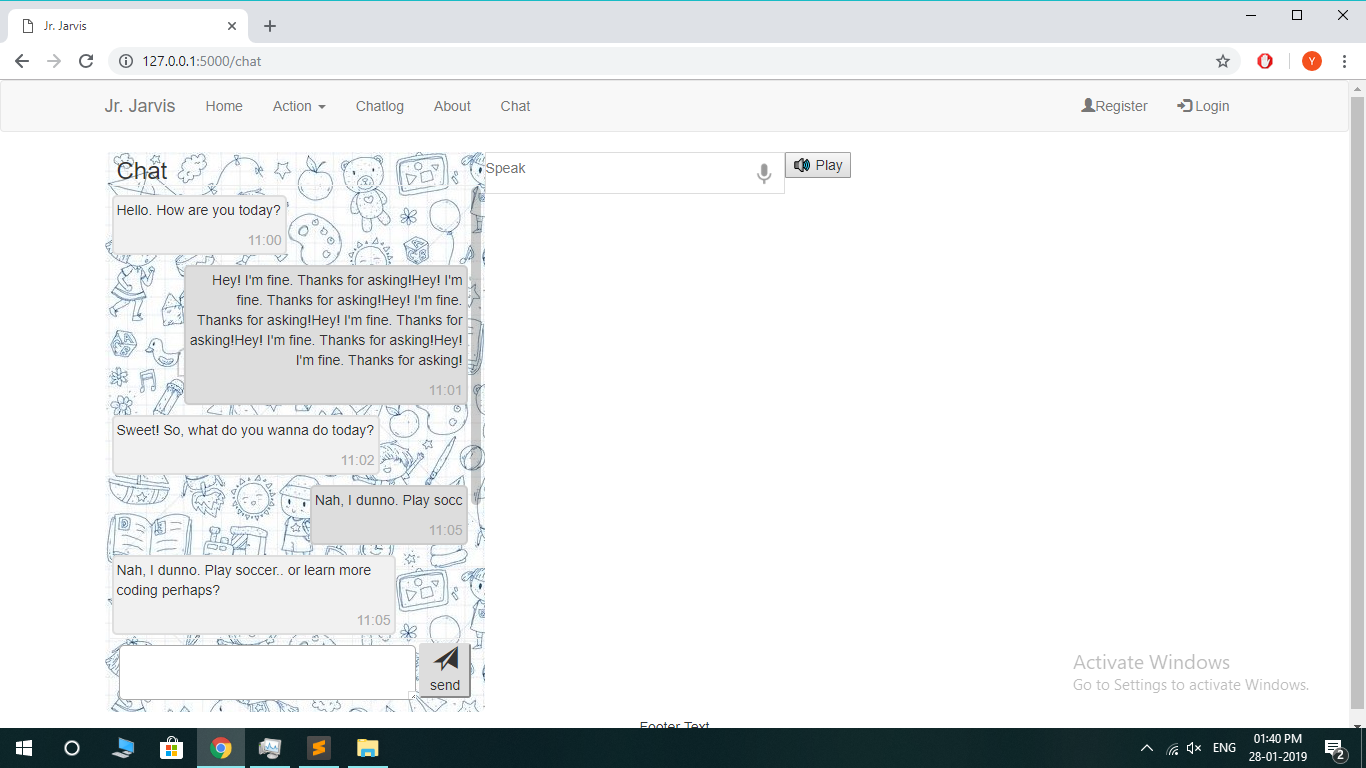 Jr. Jarvis
127.0.0.1:5000/chat
Y
Jr. Jarvis Home Action Chatlog About Chat Register Login
Chat
Speak
Play
Hello. How are you today?
11:00
Hey! I'm fine. Thanks for asking!Hey! I'm
fine. Thanks for asking!Hey! I'm fine.
Thanks for asking!Hey! I'm fine. Thanks for
asking!Hey! I'm fine. Thanks for asking!Hey!
I'm fine. Thanks for asking!
11:01
Sweet! So, what do you wanna do today?
11:02
Nah, I dunno. Play socc
11:05
Nah, I dunno. Play soccer.. or learn more
coding perhaps?
11:05
send
Activate Windows
Go to Settings to activate Windows.
Footer Text
ENG
01:40 PM
28-01-2019
2